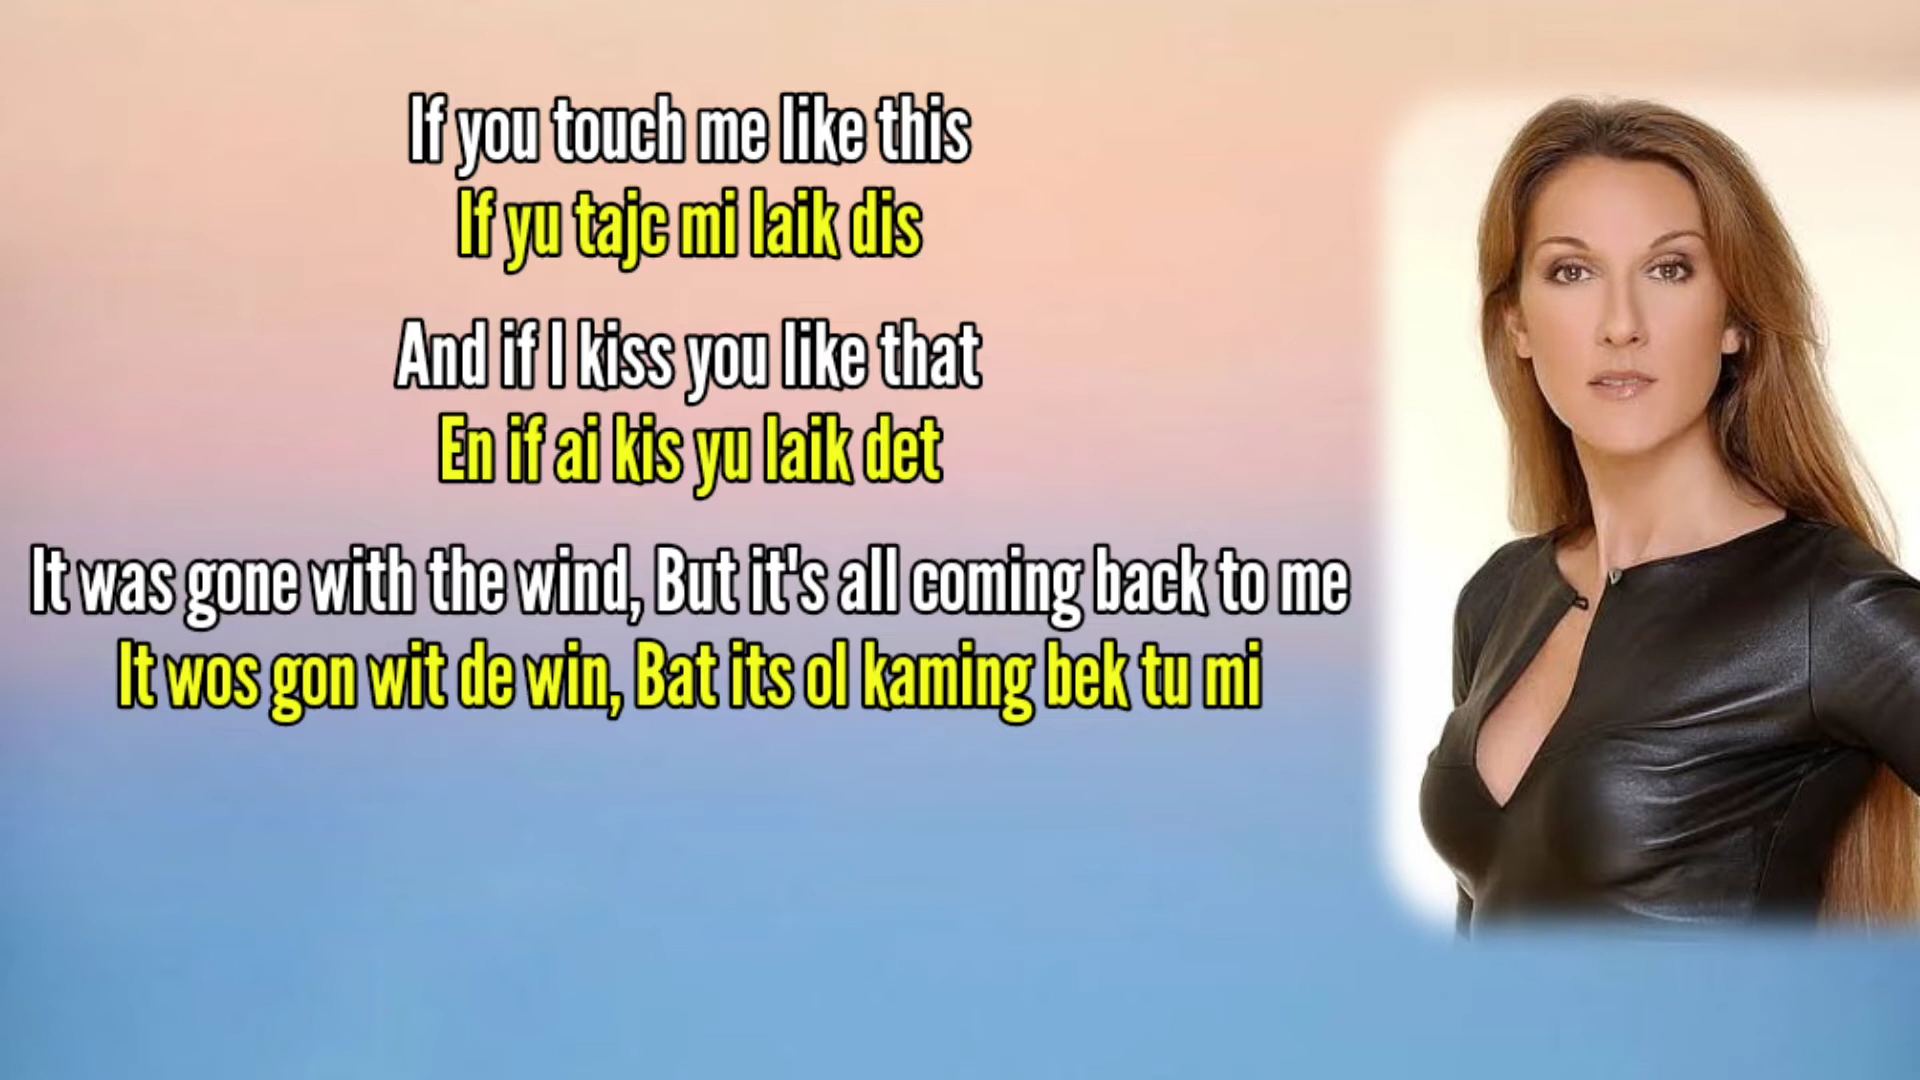 If you touch me like this
If yu tajc mi laik dis
And if I kiss you like that
En if ai kis yu laik det
It was gone with the wind, But it's all coming back to me
It wos gon wit de win, Bat its ol kaming bek tu mi